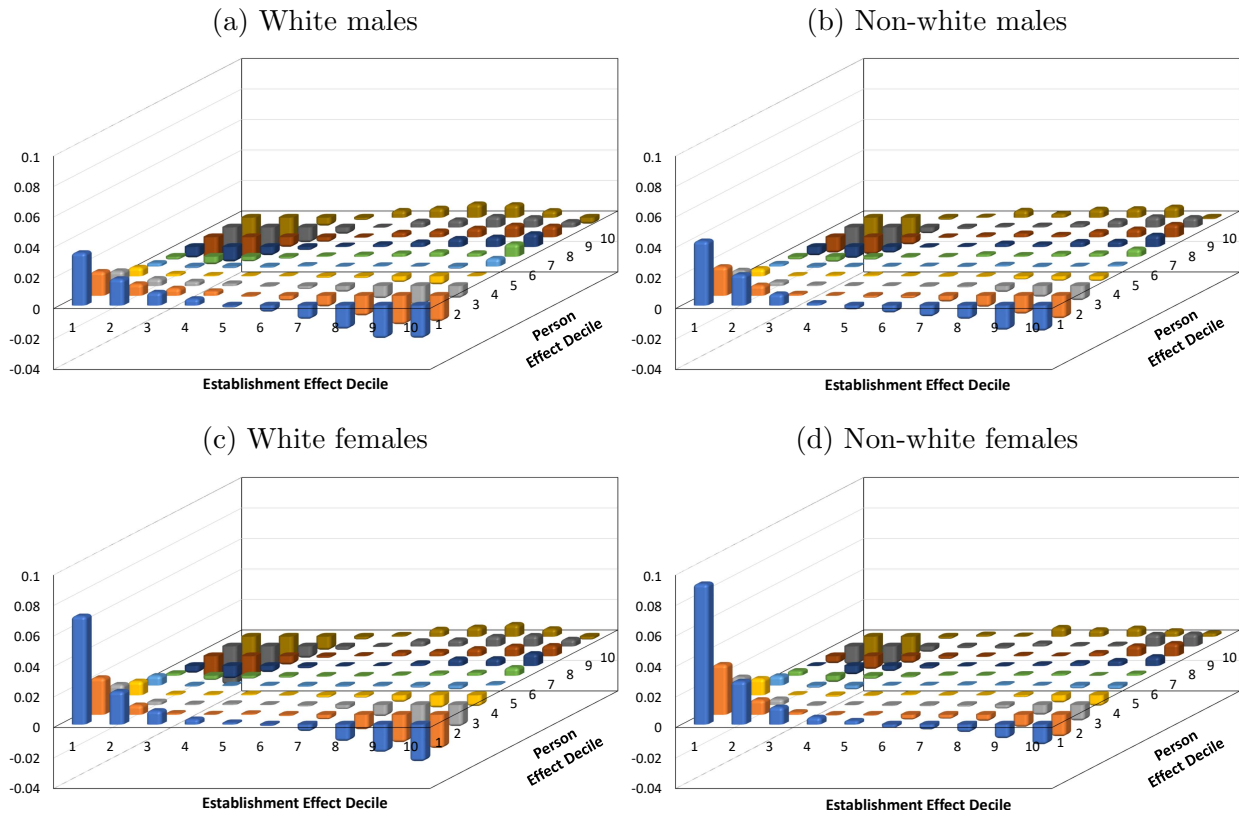 (a) White males
(b) Non-white males
0.1
0.08
0.06
0.04
0.02
0
-0.02
-0.04
1 2 3 4 5 6 7 8 9 10
Establishment Effect Decile
1 2 3 4 5 6 7 8 9 10
Person
Effect Decile
0.1
0.08
0.06
0.04
0.02
0
-0.02
-0.04
1 2 3 4 5 6 7 8 9 10
Establishment Effect Decile
1 2 3 4 5 6 7 8 9 10
Person
Effect Decile
(c) White females
(d) Non-white females
0.1
0.08
0.06
0.04
0.02
0
-0.02
-0.04
1 2 3 4 5 6 7 8 9 10
Establishment Effect Decile
1 2 3 4 5 6 7 8 9 10
Person
Effect Decile
0.1
0.08
0.06
0.04
0.02
0
-0.02
-0.04
1 2 3 4 5 6 7 8 9 10
Establishment Effect Decile
1 2 3 4 5 6 7 8 9 10
Person
Effect Decile